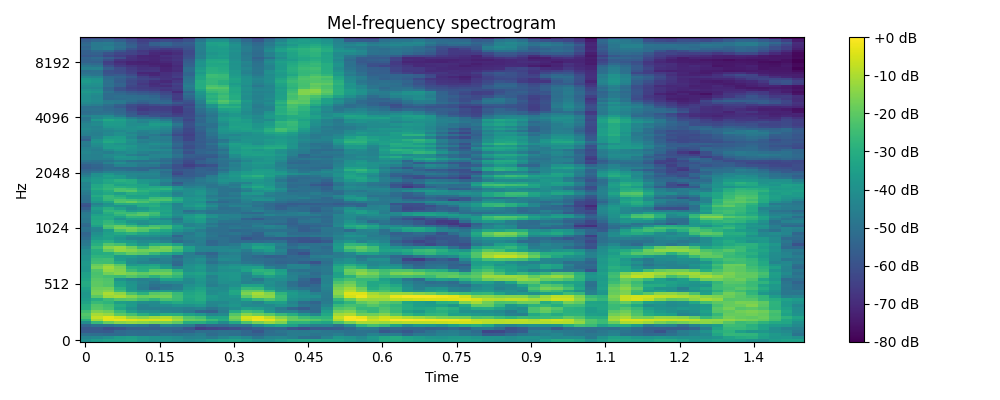 Mel-frequency spectrogram
Hz
8192
4096
2048
1024
512
0
0 0.15 0.3 0.45 0.6 0.75 0.9 1.1 1.2 1.4
Time
+0 dB
-10 dB
-20 dB
-30 dB
-40 dB
-50 dB
-60 dB
-70 dB
-80 dB